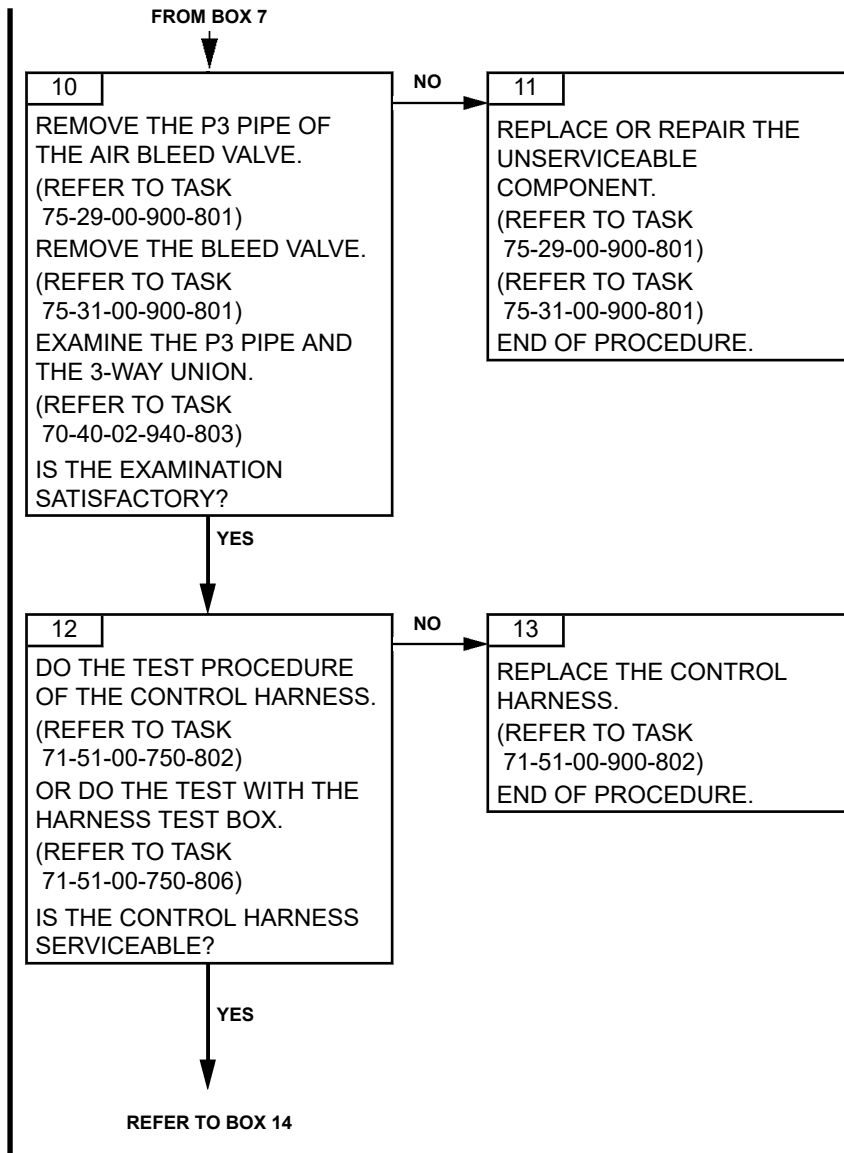 FROM BOX 7
10
REMOVE THE P3 PIPE OF
THE AIR BLEED VALVE.
(REFER TO TASK
75-29-00-900-801)
REMOVE THE BLEED VALVE.
(REFER TO TASK
75-31-00-900-801)
EXAMINE THE P3 PIPE AND
THE 3-WAY UNION.
(REFER TO TASK
70-40-02-940-803)
IS THE EXAMINATION
SATISFACTORY?
NO
11
REPLACE OR REPAIR THE
UNSERVICEABLE
COMPONENT.
(REFER TO TASK
75-29-00-900-801)
(REFER TO TASK
75-31-00-900-801)
END OF PROCEDURE.
YES
12
DO THE TEST PROCEDURE
OF THE CONTROL HARNESS.
(REFER TO TASK
71-51-00-750-802)
OR DO THE TEST WITH THE
HARNESS TEST BOX.
(REFER TO TASK
71-51-00-750-806)
IS THE CONTROL HARNESS
SERVICEABLE?
NO
13
REPLACE THE CONTROL
HARNESS.
(REFER TO TASK
71-51-00-900-802)
END OF PROCEDURE.
YES
REFER TO BOX 14